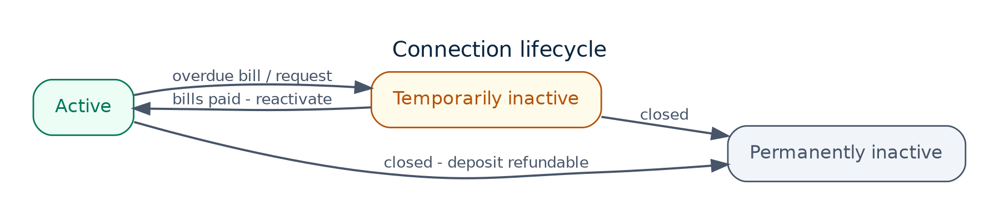 Connection lifecycle
overdue bill / request
Active
bills paid - reactivate
Temporarily inactive
closed
closed - deposit refundable
Permanently inactive